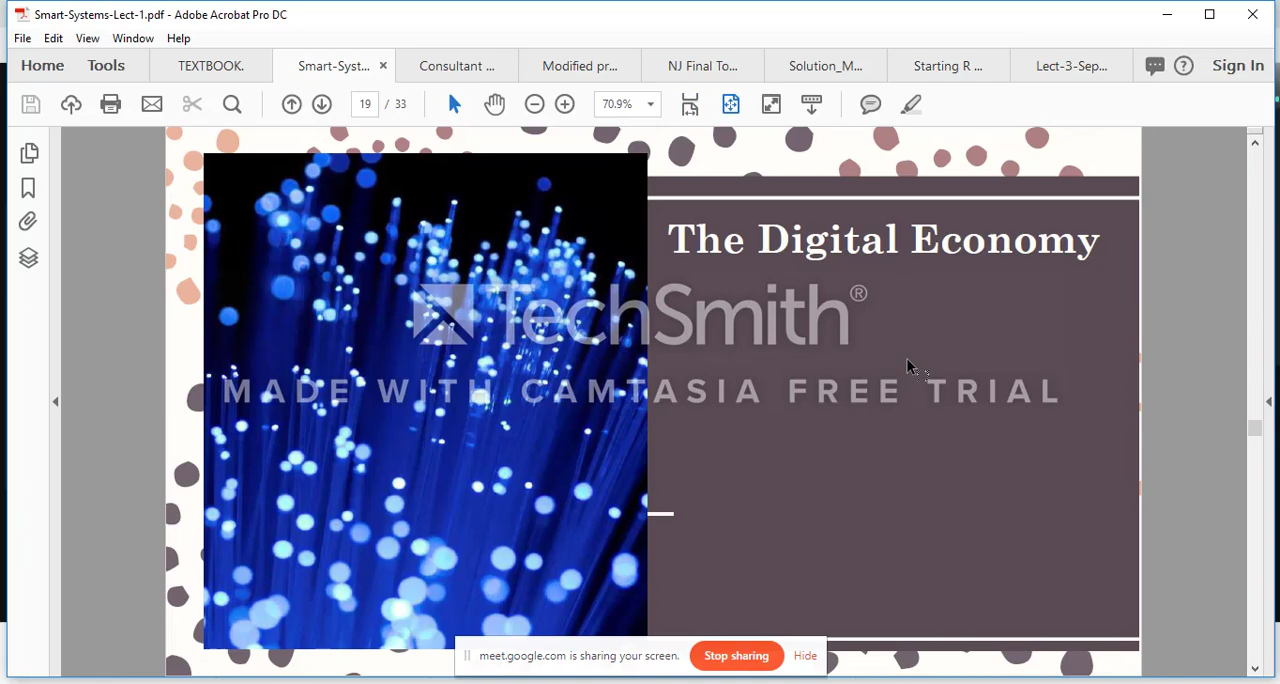 Smart-Systems-Lect-1.pdf - Adobe Acrobat Pro DC
File Edit View Window Help
Home Tools TEXTBOOK. Smart-Syst... × Consultant ... Modified pr... NJ Final To... Solution_M... Starting R ... Lect-3-Sep... Sign In
19 / 33 70.9%
The Digital Economy
TechSmith®
MADE WITH CAMTASIA FREE TRIAL
meet.google.com is sharing your screen. Stop sharing Hide